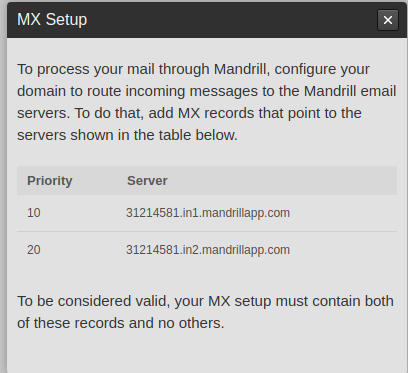 MX Setup
To process your mail through Mandrill, configure your
domain to route incoming messages to the Mandrill email
servers. To do that, add MX records that point to the
servers shown in the table below.
Priority Server
10 31214581.in1.mandrillapp.com
20 31214581.in2.mandrillapp.com
To be considered valid, your MX setup must contain both
of these records and no others.